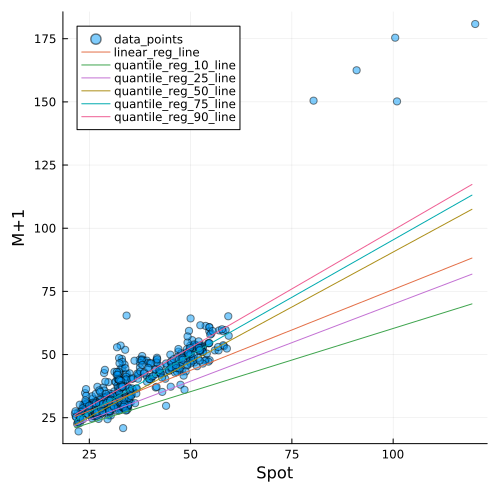 175
150
125
100
75
50
25
M+1
data_points
linear_reg_line
quantile_reg_10_line
quantile_reg_25_line
quantile_reg_50_line
quantile_reg_75_line
quantile_reg_90_line
25 50 75 100
Spot